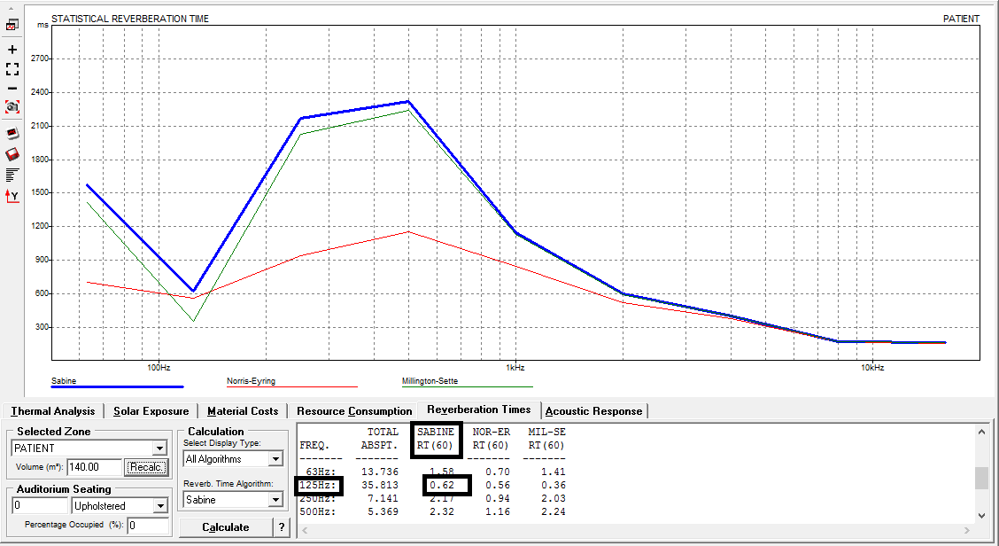 STATISTICAL REVERBERATION TIME PATIENT
ms
2700
2400
2100
1800
1500
1200
900
600
300
100Hz 1kHz 10kHz
Sabine Norris-Eyring Millington-Sette
Y
Thermal Analysis Solar Exposure Material Costs Resource Consumption Reverberation Times Acoustic Response
Selected Zone
PATIENT
Volume (m³): 140.00 Recalc.
Auditorium Seating
0 Upholstered
Percentage Occupied (%): 0
Calculation
Select Display Type:
All Algorithms
Reverb. Time Algorithm:
Sabine
Calculate ?
TOTAL SABINE NOR-ER MIL-SE
FREQ. ABSPT. RT(60) RT(60) RT(60)
63Hz: 13.736 1.58 0.70 1.41
125Hz: 35.813 0.62 0.56 0.36
250Hz: 7.141 2.17 0.94 2.03
500Hz: 5.369 2.32 1.16 2.24